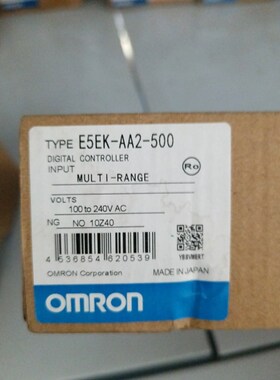 TYPE E5EK-AA2-500
DIGITAL CONTROLLER
INPUT
MULTI-RANGE
VOLTS
100 to 240V AC
NG NO.10Z40
4 536854 620539
YBXVMERT
OMRON Corporation MADE IN JAPAN
OMRON